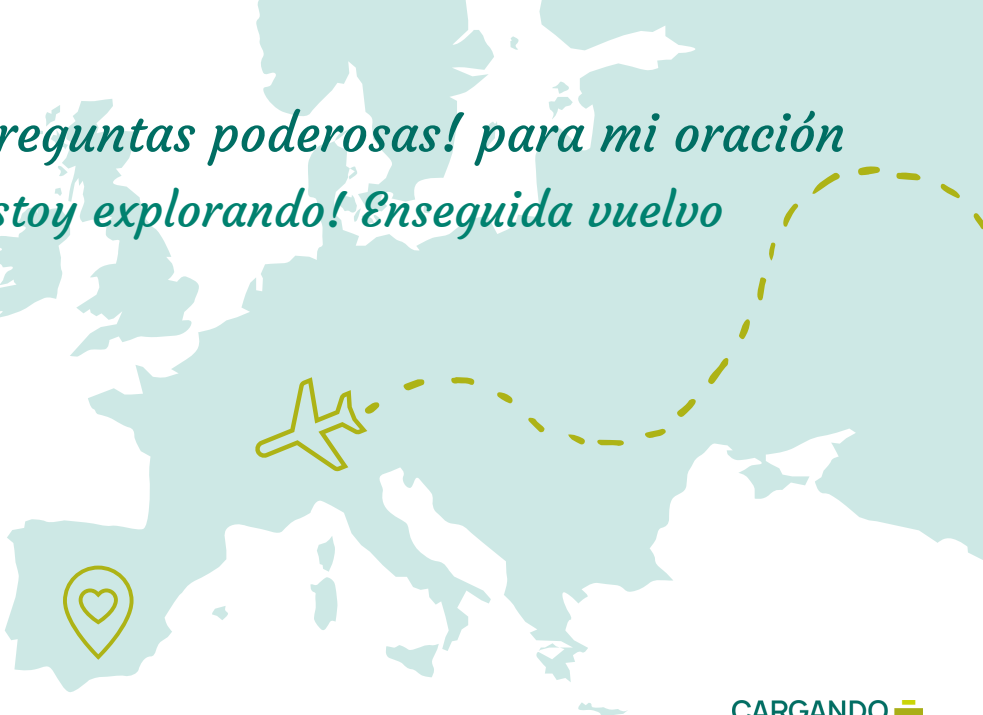 reguntas poderosas! para mi oración
stoy explorando! Enseguida vuelvo
CARGANDO